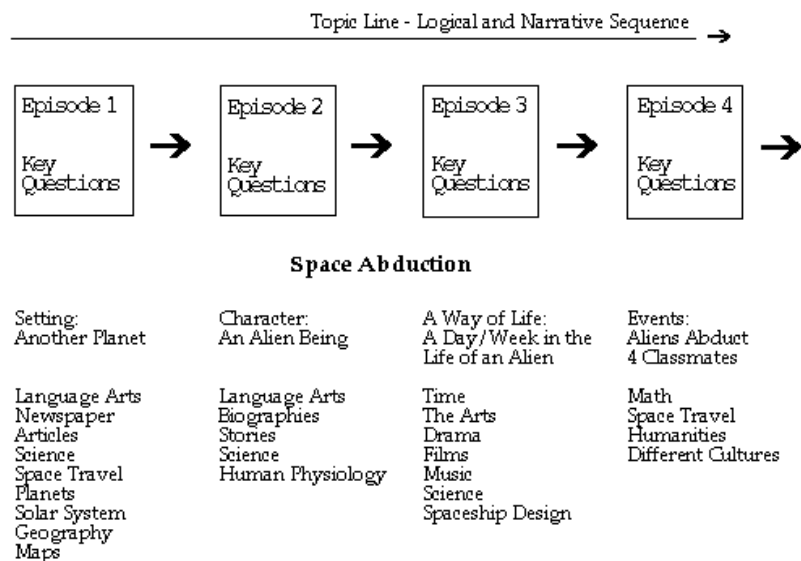 Topic Line - Logical and Narrative Sequence
Episode 1
Key
Questions
Episode 2
Key
Questions
Episode 3
Key
Questions
Episode 4
Key
Questions
Space Abduction
Setting:
Another Planet
Language Arts
Newspaper
Articles
Science
Space Travel
Planets
Solar System
Geography
Maps
Character:
An Alien Being
Language Arts
Biographies
Stories
Science
Human Physiology
A Way of Life:
A Day/Week in the
Life of an Alien
Time
The Arts
Drama
Films
Music
Science
Spaceship Design
Events:
Aliens Abduct
4 Classmates
Math
Space Travel
Humanities
Different Cultures